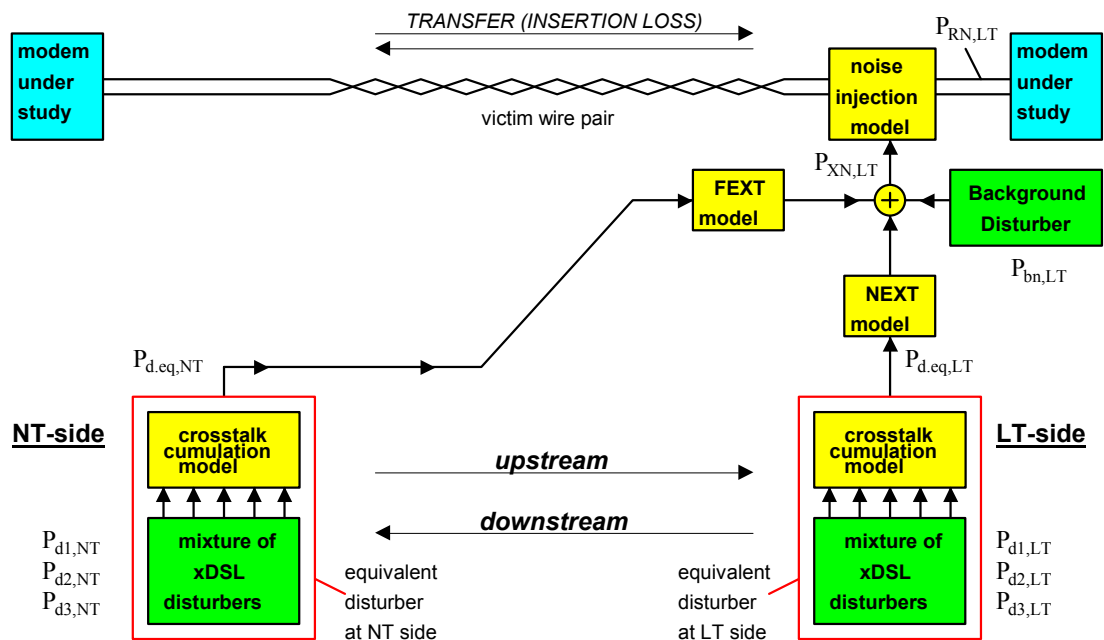 TRANSFER (INSERTION LOSS)
modem
under
study
victim wire pair
noise
injection
model
P_RN,LT
modem
under
study
P_XN,LT
FEXT
model
+
Background
Disturber
P_bn,LT
NEXT
model
P_d.eq,NT
P_d.eq,LT
NT-side
crosstalk
cumulation
model
upstream
crosstalk
cumulation
model
LT-side
downstream
P_d1,NT
P_d2,NT
P_d3,NT
mixture of
xDSL
disturbers
equivalent
disturber
at NT side
equivalent
disturber
at LT side
mixture of
xDSL
disturbers
P_d1,LT
P_d2,LT
P_d3,LT